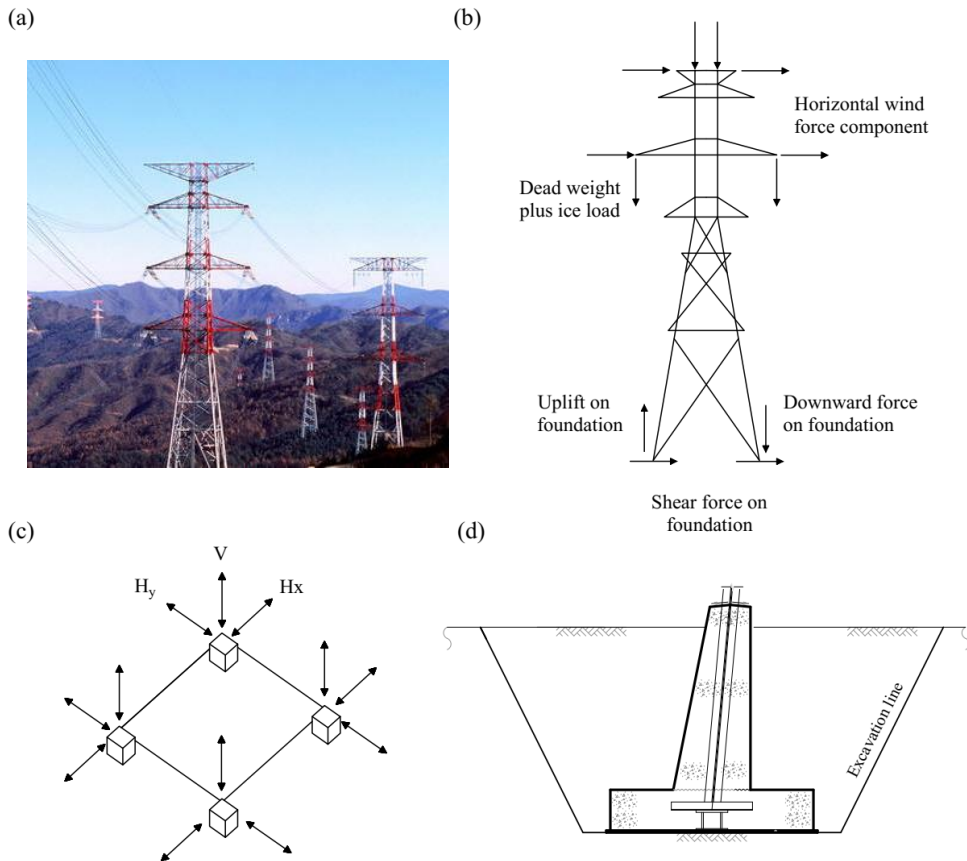 (a)
(b)
Horizontal wind
force component
Dead weight
plus ice load
Uplift on
foundation
Downward force
on foundation
Shear force on
foundation
(c)
V
Hy
Hx
(d)
Excavation line